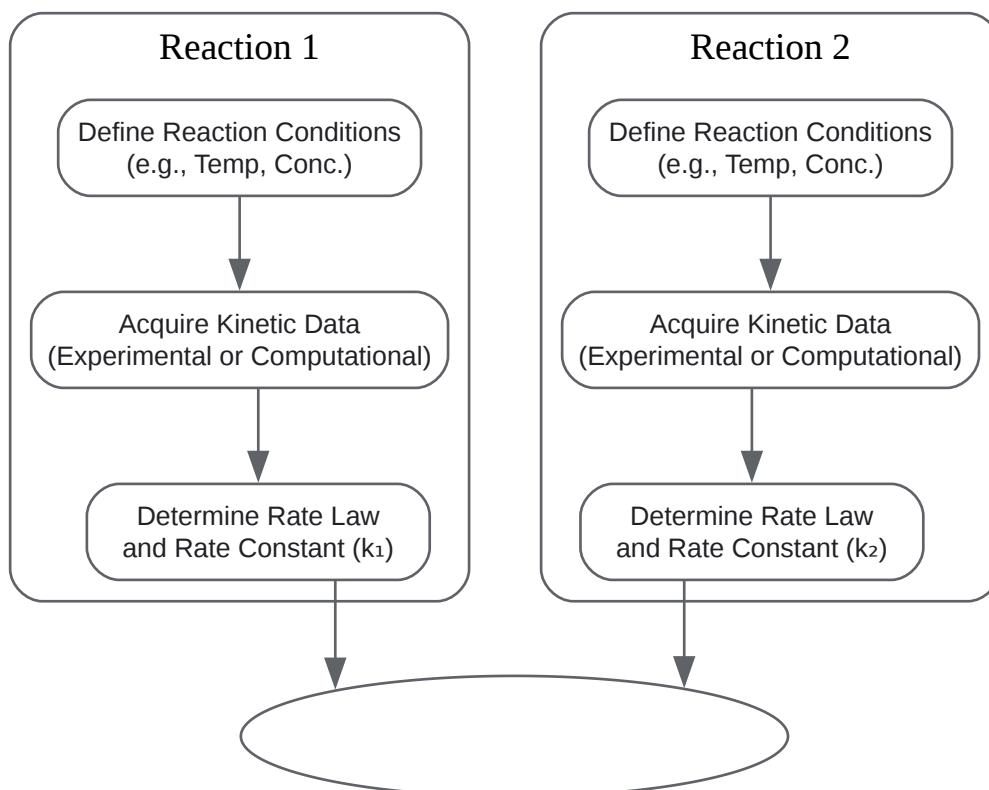 Reaction 1
Define Reaction Conditions
(e.g., Temp, Conc.)
Acquire Kinetic Data
(Experimental or Computational)
Determine Rate Law
and Rate Constant (k₁)
Reaction 2
Define Reaction Conditions
(e.g., Temp, Conc.)
Acquire Kinetic Data
(Experimental or Computational)
Determine Rate Law
and Rate Constant (k₂)